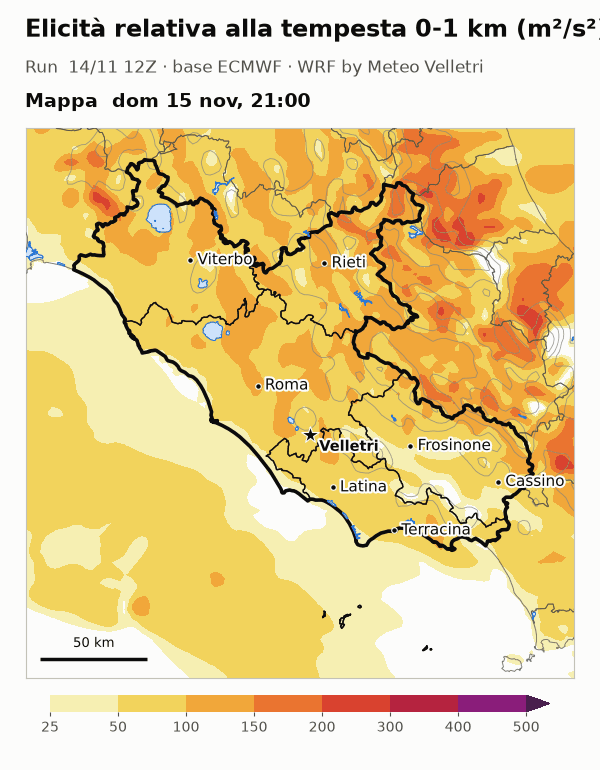 Elicità relativa alla tempesta 0-1 km (m²/s²)
Run 14/11 12Z · base ECMWF · WRF by Meteo Velletri
Mappa dom 15 nov, 21:00
Viterbo
Rieti
Roma
Velletri
Frosinone
Cassino
Latina
Terracina
50 km
25 50 100 150 200 300 400 500